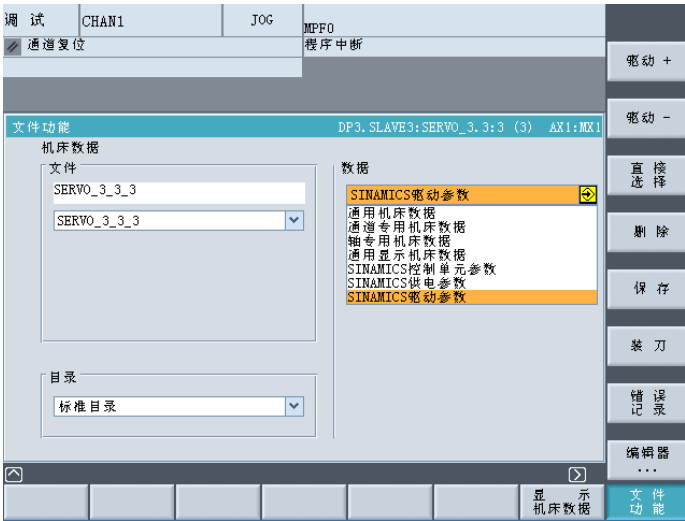 调 试
CHAN1
JOG
MPF0
通道复位
程序中断
驱动 +
驱动 -
直 接
选 择
删 除
保 存
装 刀
错 误
记 录
编辑器
...
文件功能
DP3.SLAVE3:SERVO_3.3:3 (3) AX1:MX1
机床数据
文件
SERVO_3_3_3
SERVO_3_3_3
目录
标准目录
数据
SINAMICS驱动参数
通用机床数据
通道专用机床数据
轴专用机床数据
通用显示机床数据
SINAMICS控制单元参数
SINAMICS供电参数
SINAMICS驱动参数
显 示
机床数据
文 件
功 能